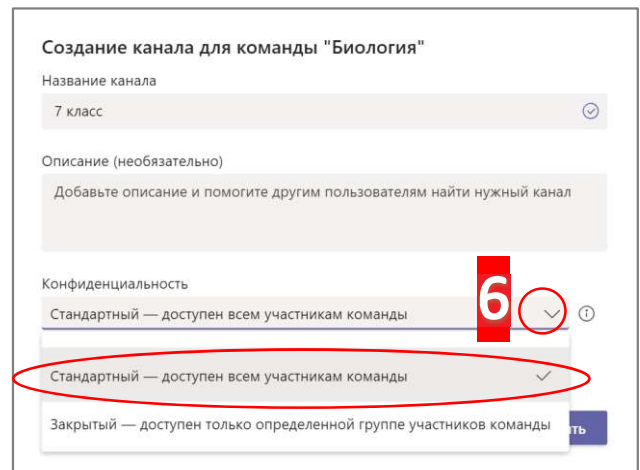 Создание канала для команды "Биология"
Название канала
7 класс
Описание (необязательно)
Добавьте описание и помогите другим пользователям найти нужный канал
Конфиденциальность
6
Стандартный — доступен всем участникам команды
Стандартный — доступен всем участникам команды
Закрытый — доступен только определенной группе участников команды
ть